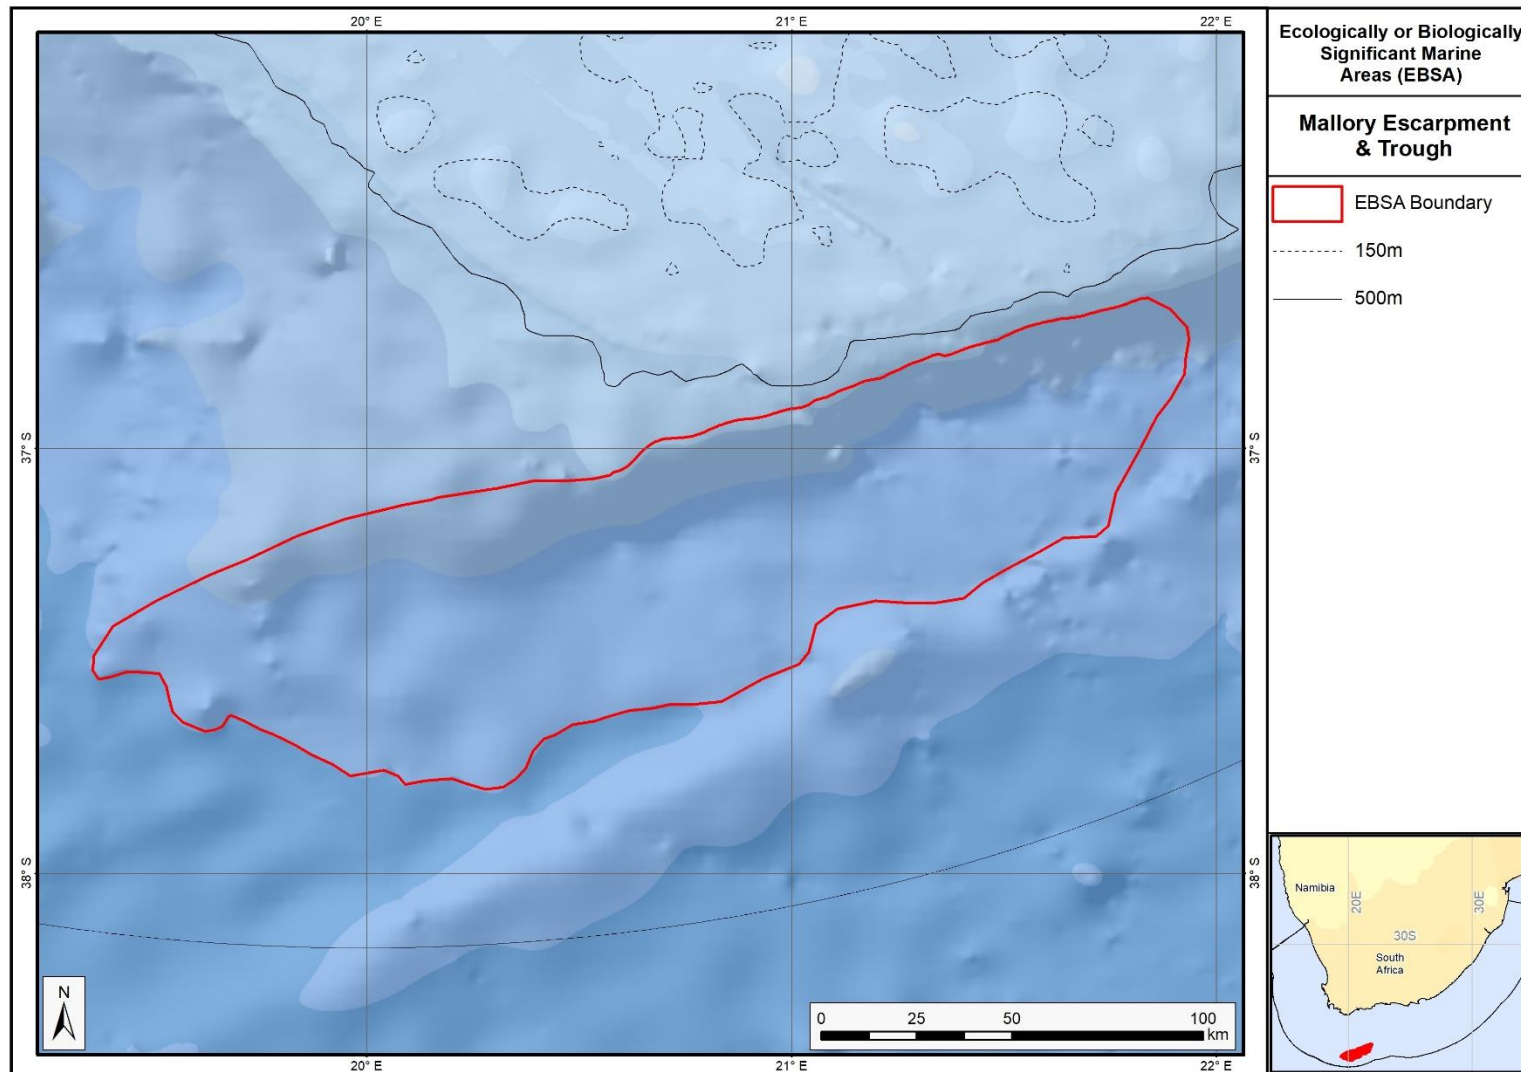 20° E 21° E 22° E
Ecologically or Biologically
Significant Marine
Areas (EBSA)
Mallory Escarpment
& Trough
EBSA Boundary
150m
500m
37° S 37° S
38° S 38° S
N
0 25 50 100
km
20° E 21° E 22° E
Namibia
20E
30E
30S
South
Africa